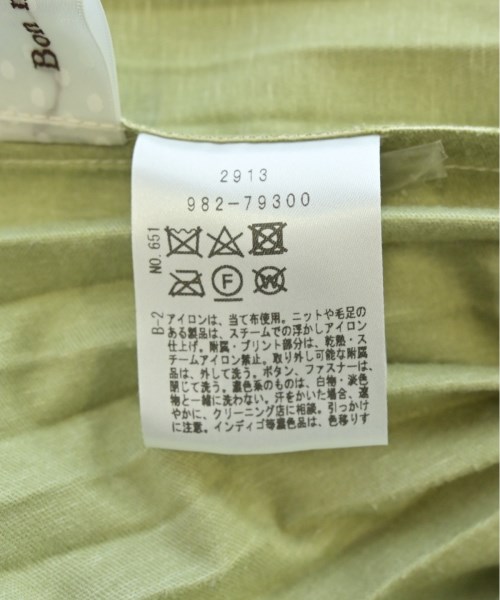 Bon
2913
982-79300
NO.651
F
W
B-2
アイロンは、当て布使用。ニットや毛足の
ある製品は、スチームでの浮かしアイロン
仕上げ。附属・プリント部分は、乾熱・ス
チームアイロン禁止。取り外し可能な附属
品は、外して洗う。ボタン、ファスナーは、
閉じて洗う。濃色系のものは、白物・淡色
物と一緒に洗わない。汗をかいた場合、速
やかに、クリーニング店に相談。引っかけ
に注意。インディゴ等濃色品は、色移りす